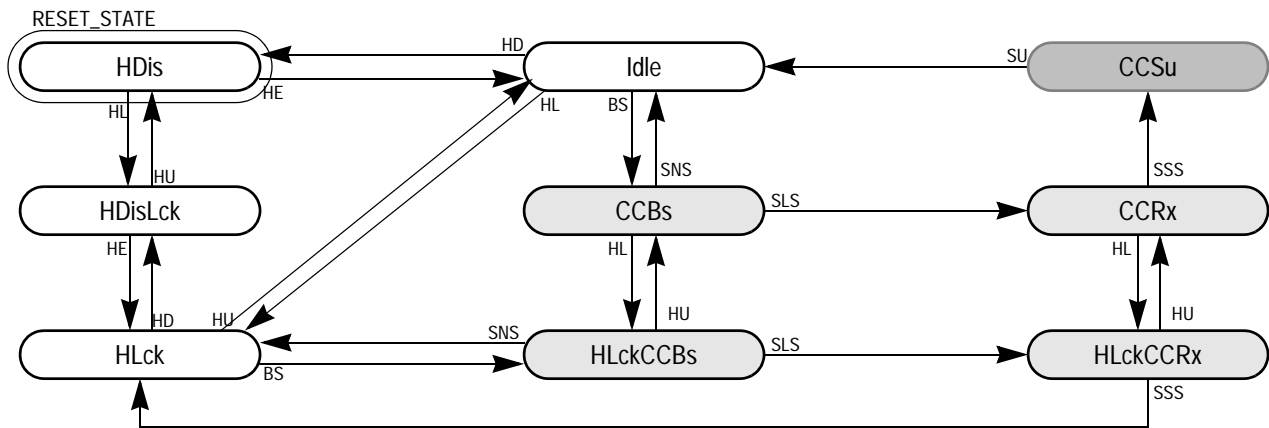 RESET_STATE
HDis
HD
Idle
SU
CCSu
HE
HL
HL
BS
HU
SNS
SSS
HDisLck
CCBs
SLS
CCRx
HE
HL
HL
HD
HU
HU
HU
HLck
SNS
HLckCCBs
SLS
HLckCCRx
BS
SSS